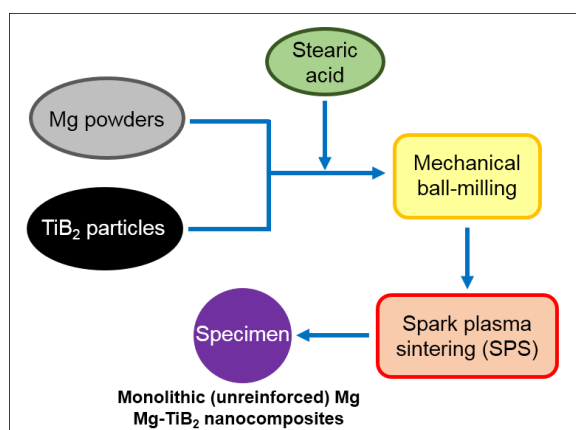 Stearic
acid
Mg powders
TiB₂ particles
Mechanical
ball-milling
Spark plasma
sintering (SPS)
Specimen
Monolithic (unreinforced) Mg
Mg-TiB₂ nanocomposites